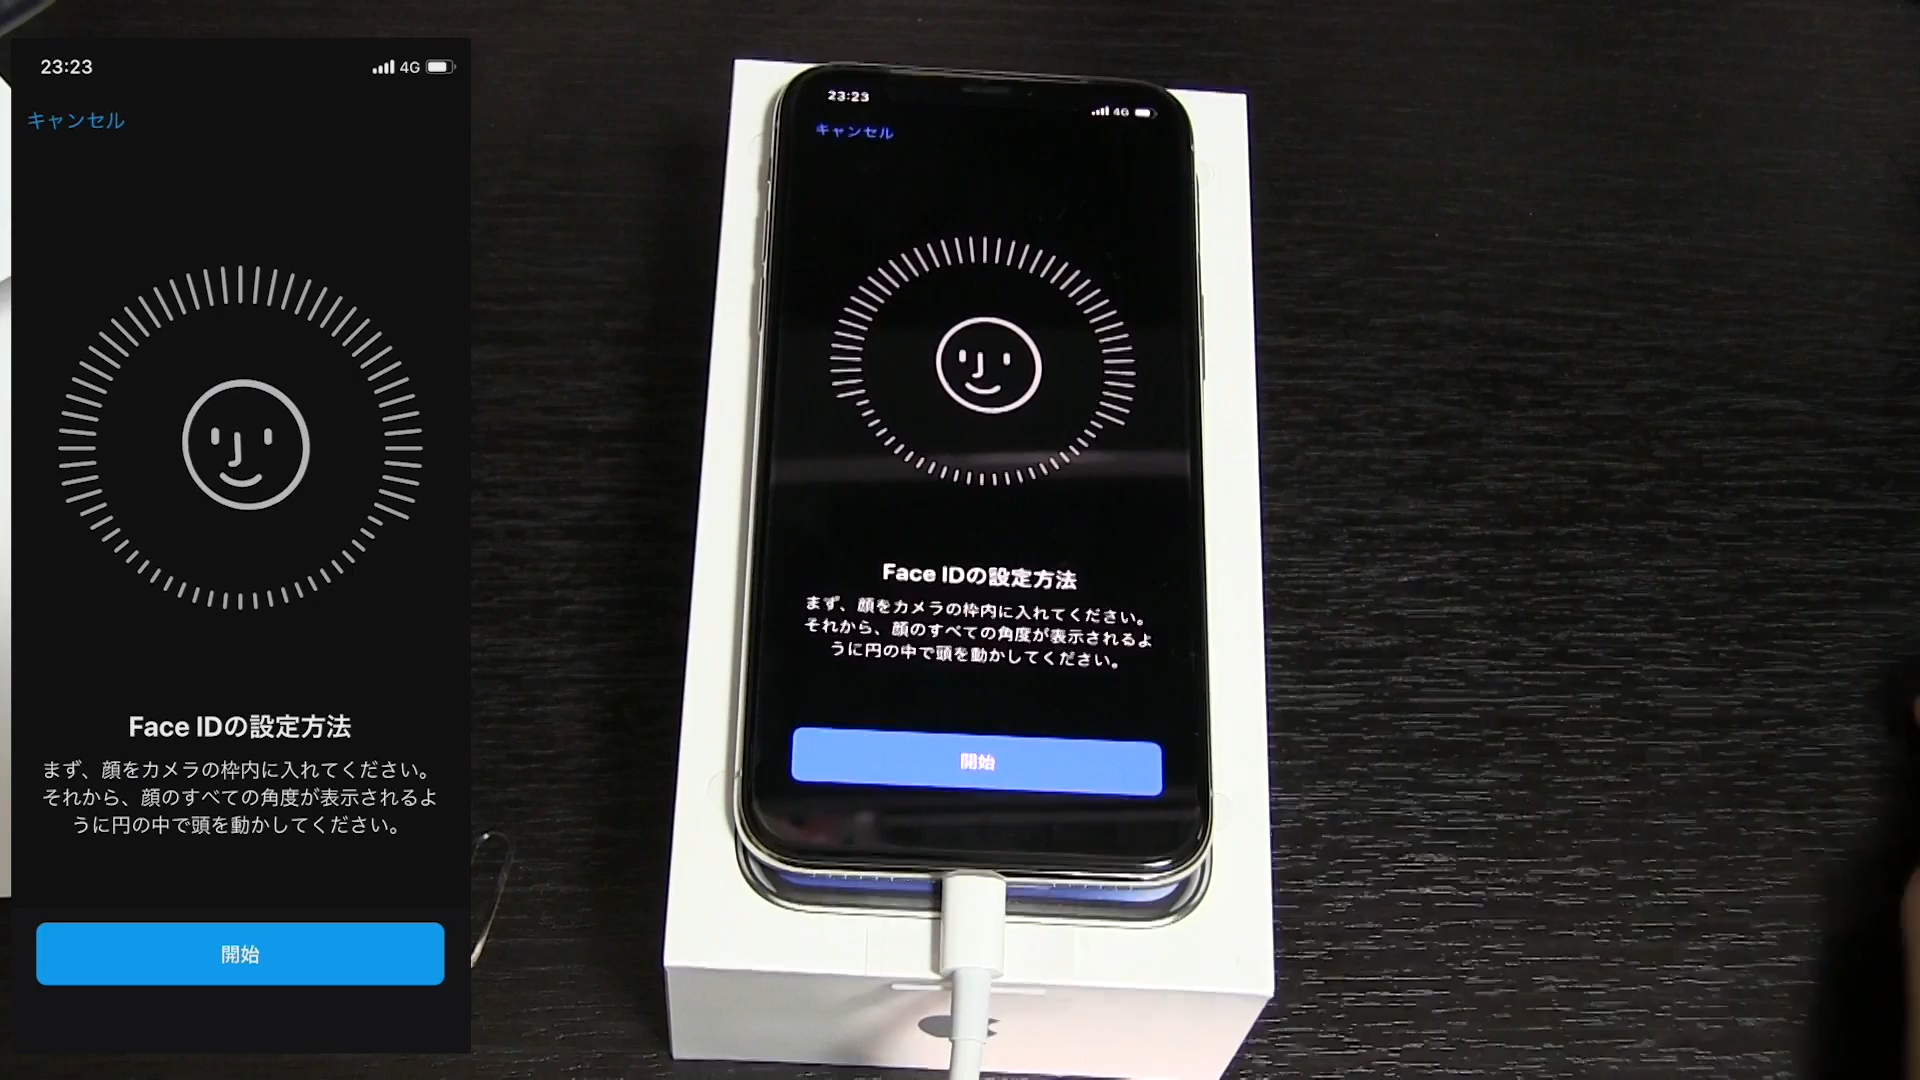 23:23
4G
キャンセル
Face IDの設定方法
まず、顔をカメラの枠内に入れてください。
それから、顔のすべての角度が表示されるよ
うに円の中で頭を動かしてください。
開始
23:23
4G
キャンセル
Face IDの設定方法
まず、顔をカメラの枠内に入れてください。
それから、顔のすべての角度が表示されるよ
うに円の中で頭を動かしてください。
開始